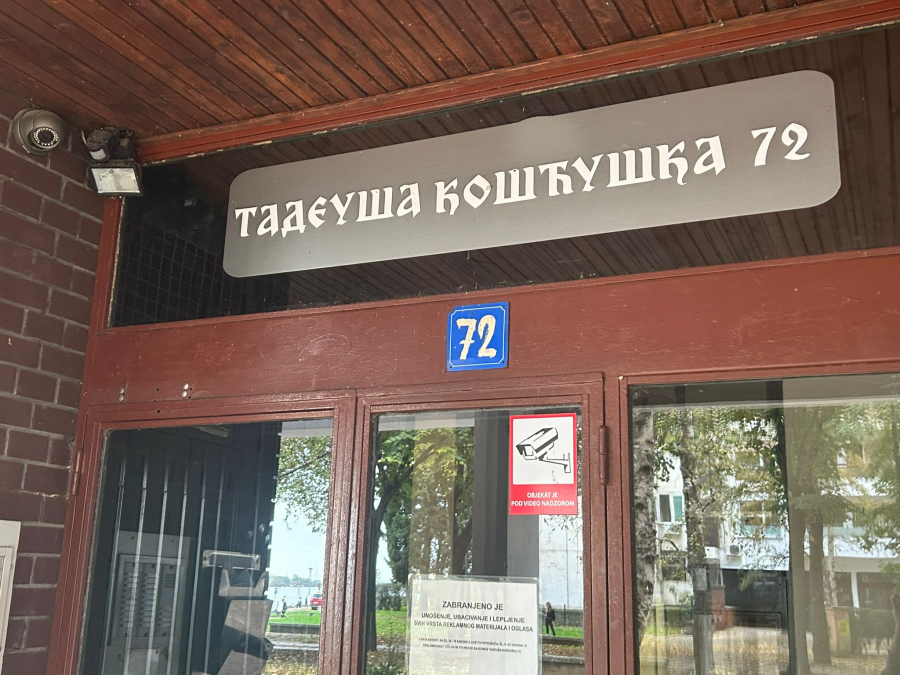 ТАДЕУША КОШЋУШКА 72
72
OBJEKAT JE
POD VIDEO NADZOROM
ZABRANJENO JE
UNOŠENJE, UBACIVANJE I LEPLJENJE
SVIH VRSTA REKLAMNOG MATERIJALA I OGLASA